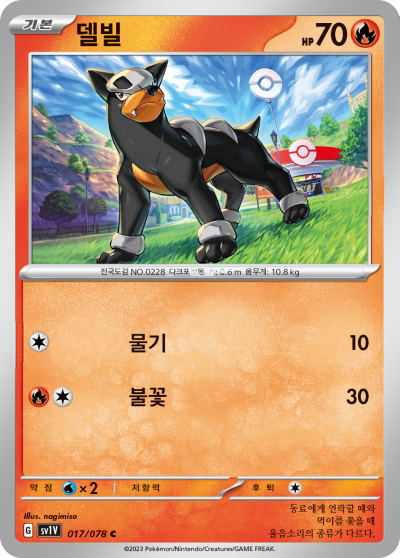 기본 델빌 HP 70
전국도감 NO.0228 다크포켓몬 키: 0.6 m 몸무게: 10.8 kg
물기 10
불꽃 30
약점 ×2 저항력 후퇴
Illus. nagimiso
G sv1V 017/078 C
동료에게 연락할 때와
먹이를 쫓을 때
울음소리의 종류가 다르다.
©2023 Pokémon/Nintendo/Creatures/GAME FREAK.